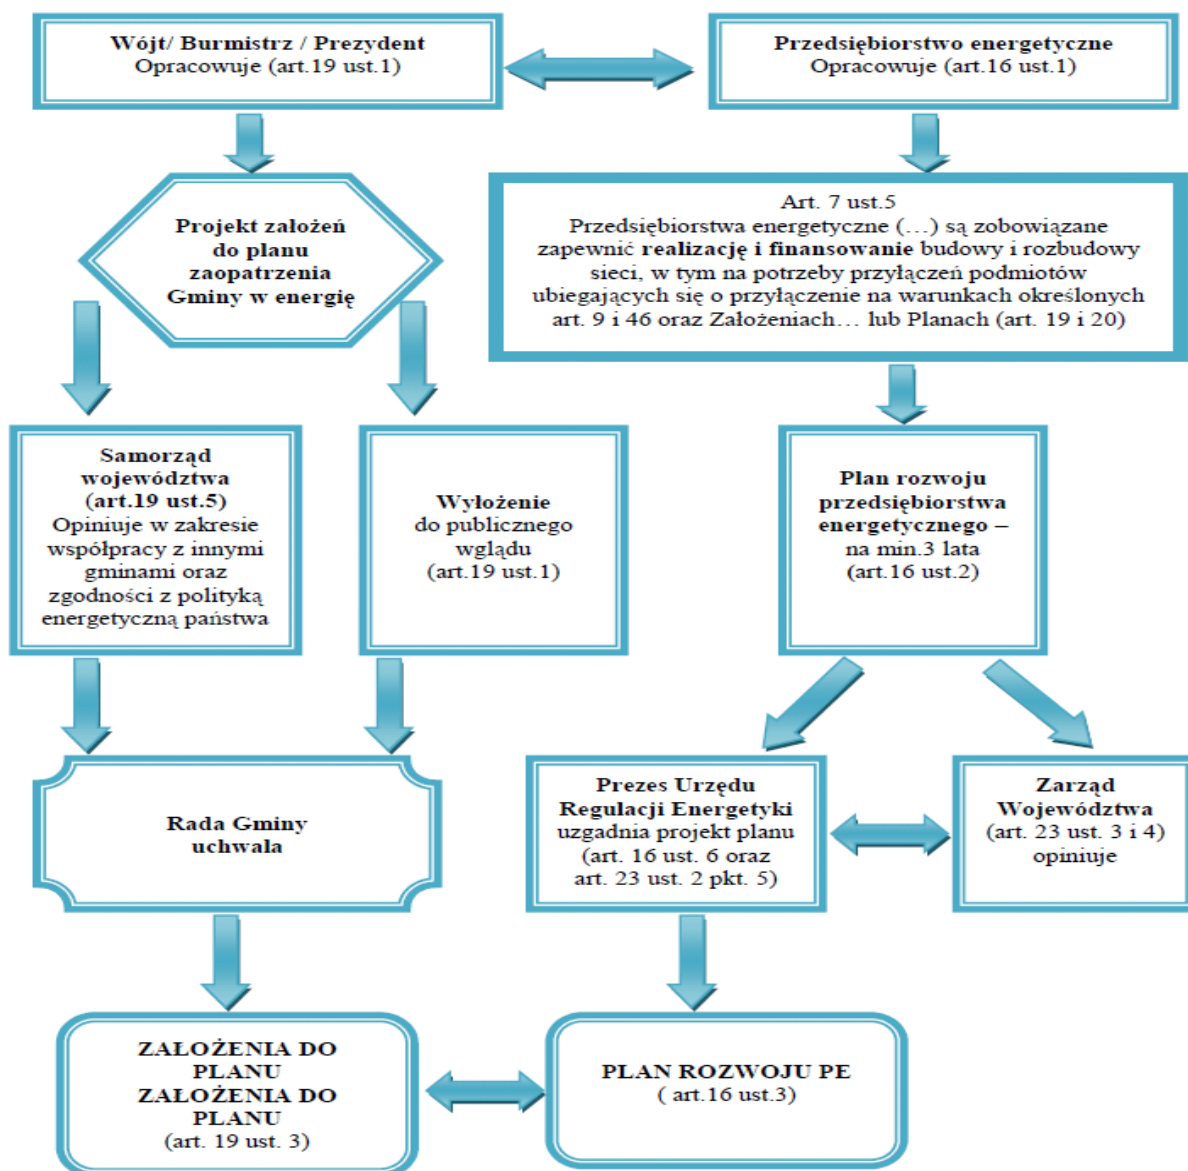 Wójt/ Burmistrz / Prezydent
Opracowuje (art.19 ust.1)
Przedsiębiorstwo energetyczne
Opracowuje (art.16 ust.1)
Projekt założeń
do planu
zaopatrzenia
Gminy w energię
Art. 7 ust.5
Przedsiębiorstwa energetyczne (…) są zobowiązane
zapewnić realizację i finansowanie budowy i rozbudowy
sieci, w tym na potrzeby przyłączeń podmiotów
ubiegających się o przyłączenie na warunkach określonych
art. 9 i 46 oraz Założeniach… lub Planach (art. 19 i 20)
Samorząd
województwa
(art.19 ust.5)
Opiniuje w zakresie
współpracy z innymi
gminami oraz
zgodności z polityką
energetyczną państwa
Wyłożenie
do publicznego
wglądu
(art.19 ust.1)
Plan rozwoju
przedsiębiorstwa
energetycznego –
na min.3 lata
(art.16 ust.2)
Rada Gminy
uchwala
Prezes Urzędu
Regulacji Energetyki
uzgadnia projekt planu
(art. 16 ust. 6 oraz
art. 23 ust. 2 pkt. 5)
Zarząd
Województwa
(art. 23 ust. 3 i 4)
opiniuje
ZAŁOŻENIA DO
PLANU
ZAŁOŻENIA DO
PLANU
(art. 19 ust. 3)
PLAN ROZWOJU PE
( art.16 ust.3)